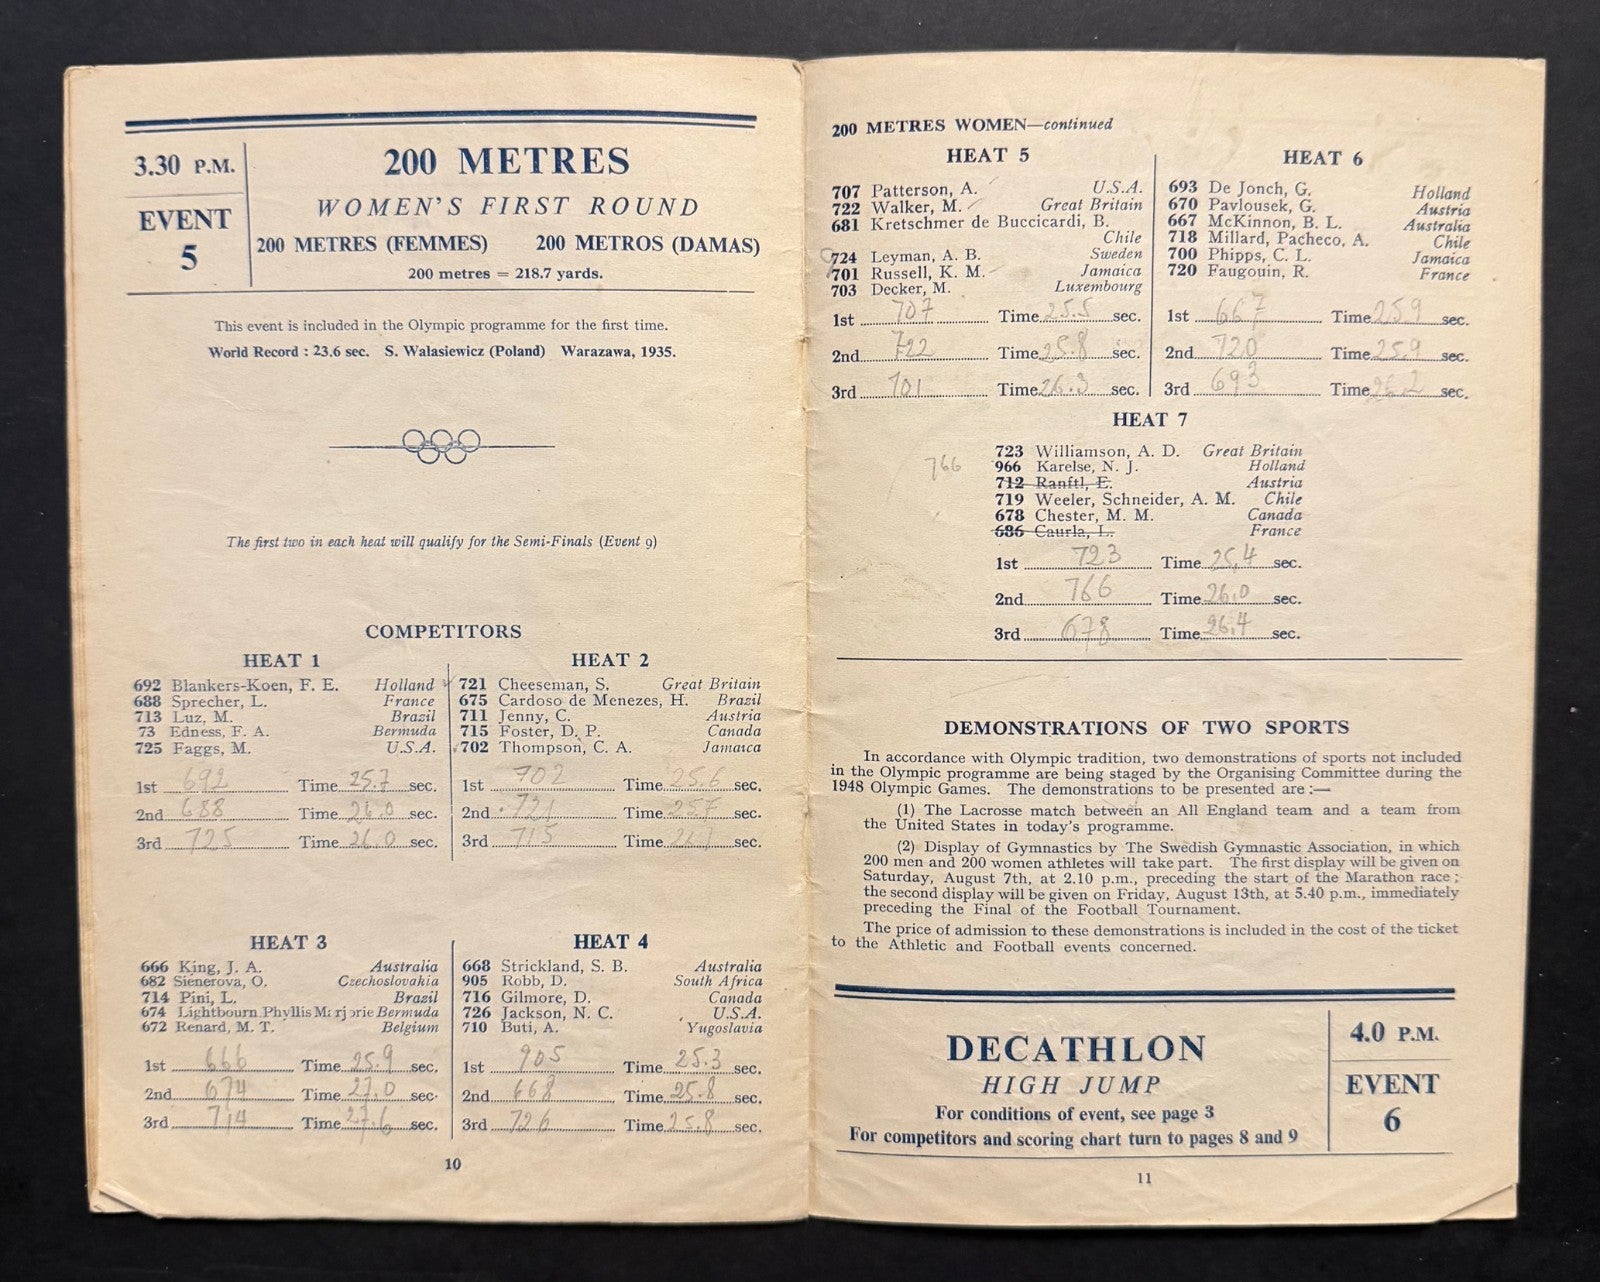 3.30 P.M.
EVENT
5
200 METRES
WOMEN'S FIRST ROUND
200 METRES (FEMMES) 200 METROS (DAMAS)
200 metres = 218.7 yards.
This event is included in the Olympic programme for the first time.
World Record : 23.6 sec. S. Walasiewicz (Poland) Warazawa, 1935.
The first two in each heat will qualify for the Semi-Finals (Event 9)
COMPETITORS
HEAT 1
692 Blankers-Koen, F. E. Holland
688 Sprecher, L. France
713 Luz, M. Brazil
73 Edness, F. A. Bermuda
725 Faggs, M. U.S.A.
1st 692 Time 25.7 sec.
2nd 688 Time 26.0 sec.
3rd 725 Time 26.0 sec.
HEAT 2
721 Cheeseman, S. Great Britain
675 Cardoso de Menezes, H. Brazil
711 Jenny, C. Austria
715 Foster, D. P. Canada
702 Thompson, C. A. Jamaica
1st 702 Time 25.6 sec.
2nd 721 Time 257 sec.
3rd 715 Time 26.1 sec.
HEAT 3
666 King, J. A. Australia
682 Sienerova, O. Czechoslovakia
714 Pini, L. Brazil
674 Lightbourn Phyllis Marjorie Bermuda
672 Renard, M. T. Belgium
1st 666 Time 25.9 sec.
2nd 674 Time 27.0 sec.
3rd 714 Time 27.6 sec.
HEAT 4
668 Strickland, S. B. Australia
905 Robb, D. South Africa
716 Gilmore, D. Canada
726 Jackson, N. C. U.S.A.
710 Buti, A. Yugoslavia
1st 905 Time 25.3 sec.
2nd 668 Time 25.8 sec.
3rd 726 Time 25.8 sec.
10
200 METRES WOMEN—continued
HEAT 5
707 Patterson, A. U.S.A.
722 Walker, M. Great Britain
681 Kretschmer de Buccicardi, B.
Chile
724 Leyman, A. B. Sweden
701 Russell, K. M. Jamaica
703 Decker, M. Luxembourg
1st 707 Time 25.5 sec.
2nd 722 Time 25.8 sec.
3rd 701 Time 26.3 sec.
HEAT 6
693 De Jonch, G. Holland
670 Pavlousek, G. Austria
667 McKinnon, B. L. Australia
718 Millard, Pacheco, A. Chile
700 Phipps, C. L. Jamaica
720 Faugouin, R. France
1st 667 Time 25.9 sec.
2nd 720 Time 25.9 sec.
3rd 693 Time 26.2 sec.
HEAT 7
723 Williamson, A. D. Great Britain
766 966 Karelse, N. J. Holland
712 Ranftl, E. Austria
719 Weeler, Schneider, A. M. Chile
678 Chester, M. M. Canada
686 Caurla, L. France
1st 723 Time 25.4 sec.
2nd 766 Time 26.0 sec.
3rd 678 Time 26.4 sec.
DEMONSTRATIONS OF TWO SPORTS
In accordance with Olympic tradition, two demonstrations of sports not included
in the Olympic programme are being staged by the Organising Committee during the
1948 Olympic Games. The demonstrations to be presented are :—
(1) The Lacrosse match between an All England team and a team from
the United States in today's programme.
(2) Display of Gymnastics by The Swedish Gymnastic Association, in which
200 men and 200 women athletes will take part. The first display will be given on
Saturday, August 7th, at 2.10 p.m., preceding the start of the Marathon race ;
the second display will be given on Friday, August 13th, at 5.40 p.m., immediately
preceding the Final of the Football Tournament.
The price of admission to these demonstrations is included in the cost of the ticket
to the Athletic and Football events concerned.
DECATHLON
HIGH JUMP
For conditions of event, see page 3
For competitors and scoring chart turn to pages 8 and 9
4.0 P.M.
EVENT
6
11